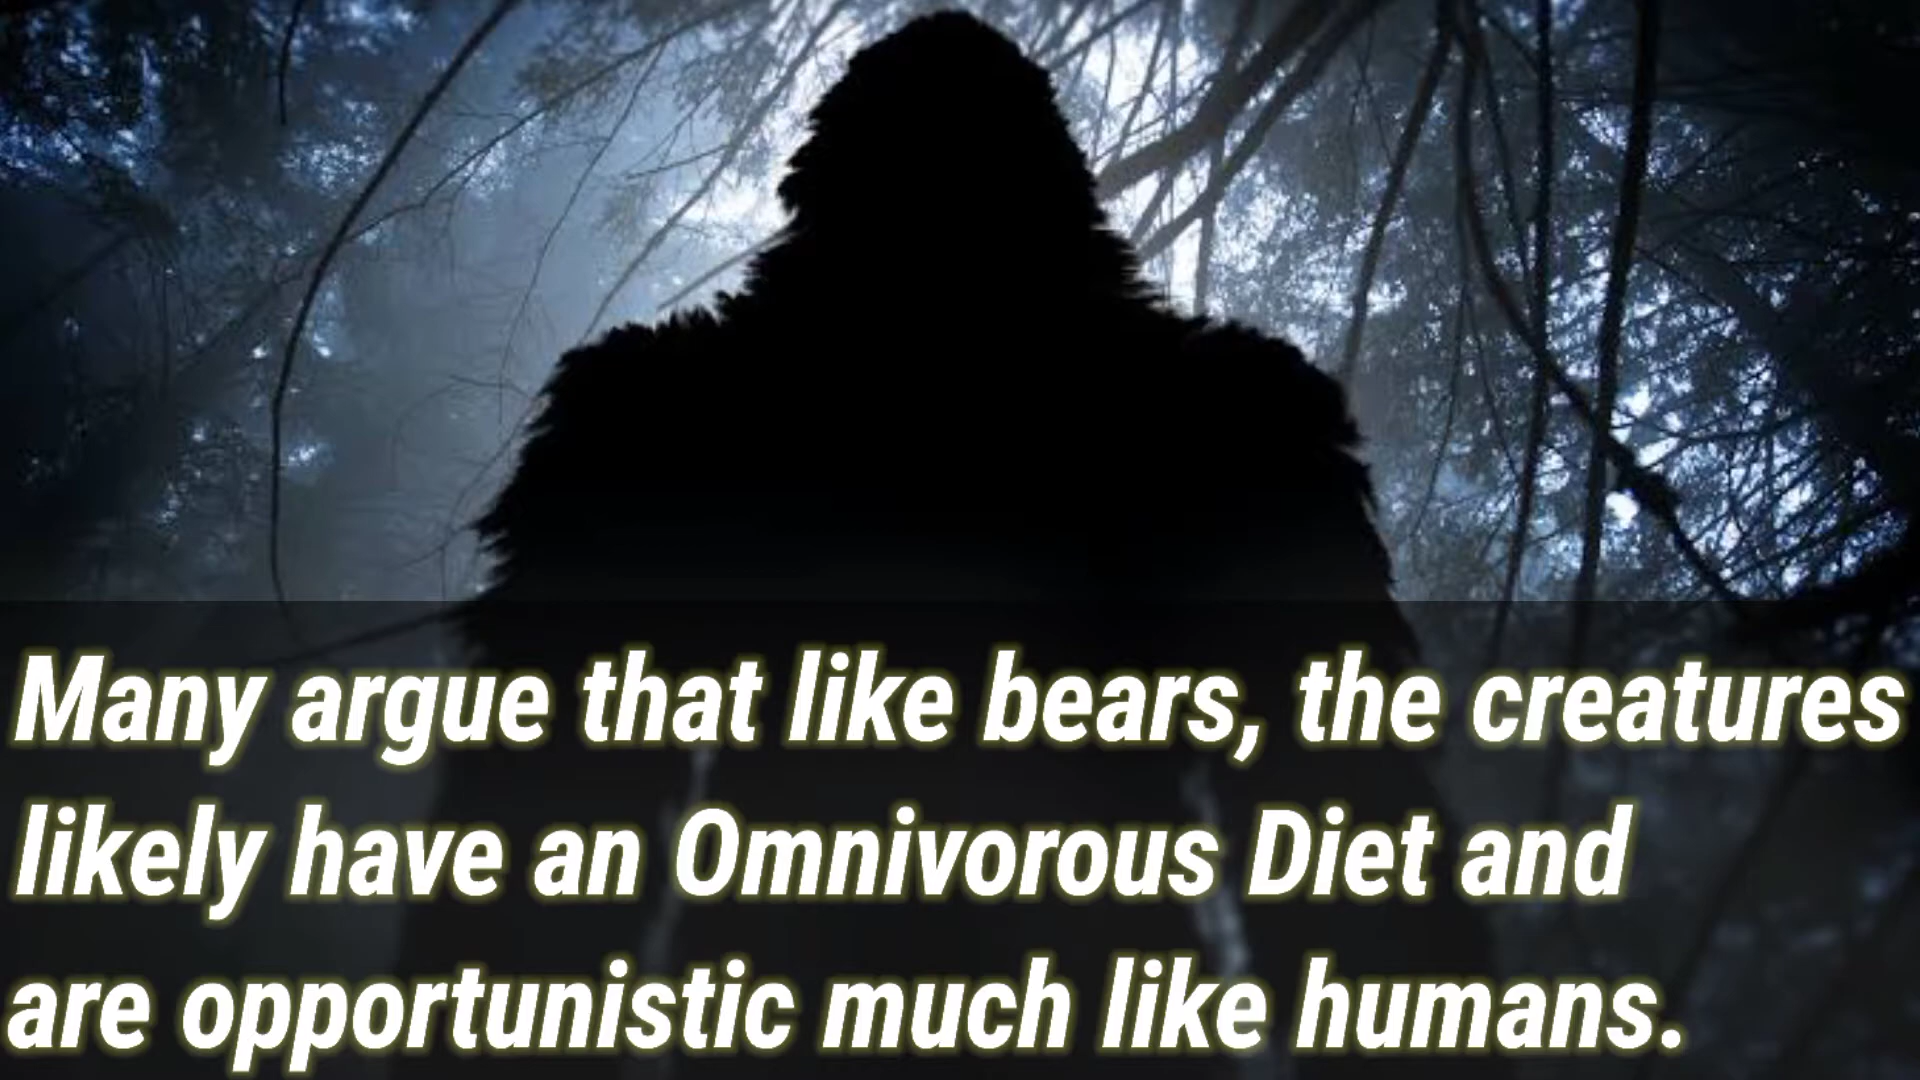 Many argue that like bears, the creatures
likely have an Omnivorous Diet and
are opportunistic much like humans.